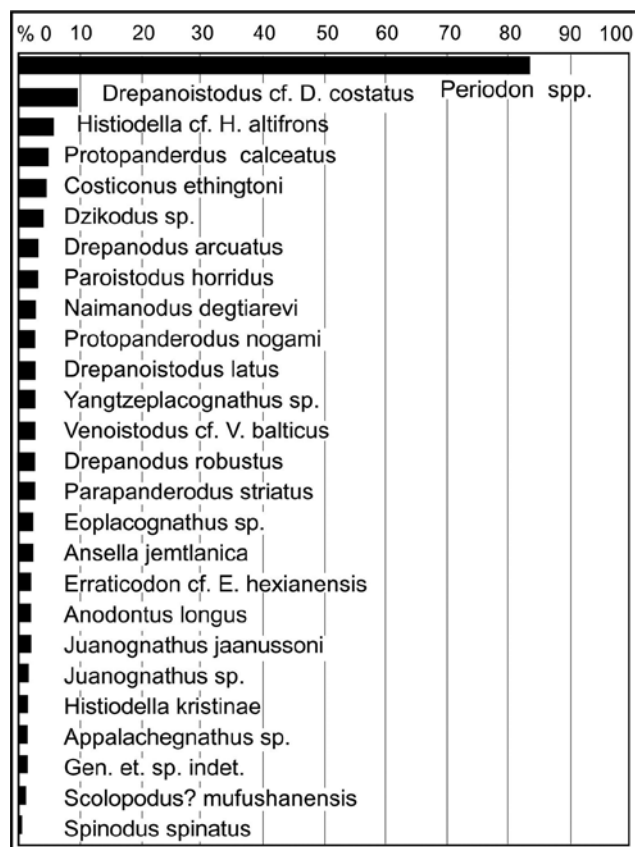 % 0 10 20 30 40 50 60 70 80 90 100
Periodon spp.
Drepanoistodus cf. D. costatus
Histiodella cf. H. altifrons
Protopanderdus calceatus
Costiconus ethingtoni
Dzikodus sp.
Drepanodus arcuatus
Paroistodus horridus
Naimanodus degtiarevi
Protopanderodus nogami
Drepanoistodus latus
Yangtzeplacognathus sp.
Venoistodus cf. V. balticus
Drepanodus robustus
Parapanderodus striatus
Eoplacognathus sp.
Ansella jemtlanica
Erraticodon cf. E. hexianensis
Anodontus longus
Juanognathus jaanussoni
Juanognathus sp.
Histiodella kristinae
Appalachegnathus sp.
Gen. et. sp. indet.
Scolopodus? mufushanensis
Spinodus spinatus